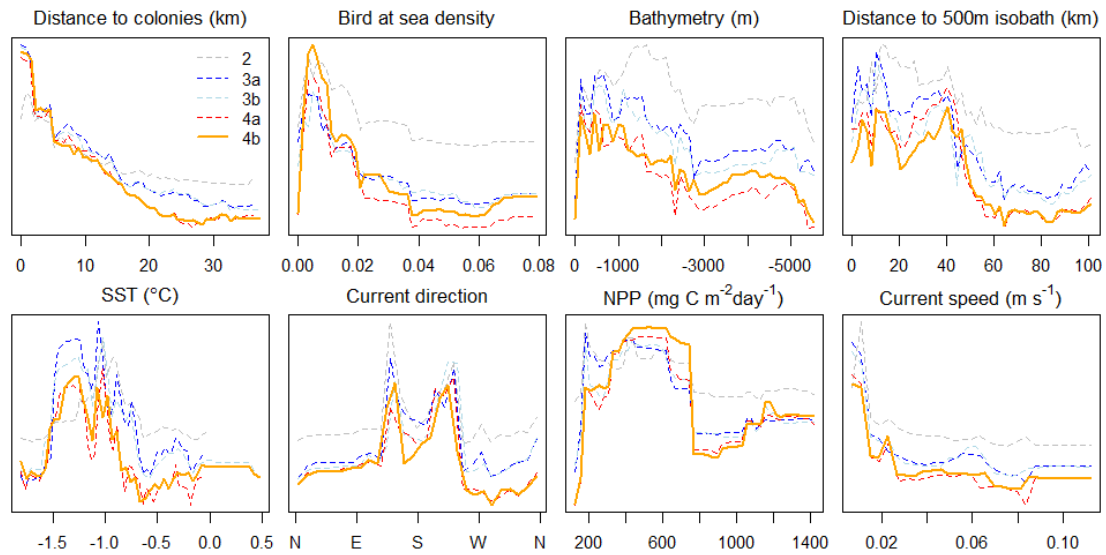 Distance to colonies (km) Bird at sea density Bathymetry (m) Distance to 500m isobath (km)
2
3a
3b
4a
4b
0 10 20 30 0.00 0.02 0.04 0.06 0.08 0 -1000 -3000 -5000 0 20 40 60 80 100
SST (°C) Current direction NPP (mg C m⁻²day⁻¹) Current speed (m s⁻¹)
-1.5 -1.0 -0.5 0.0 0.5 N E S W N 200 600 1000 1400 0.02 0.06 0.10